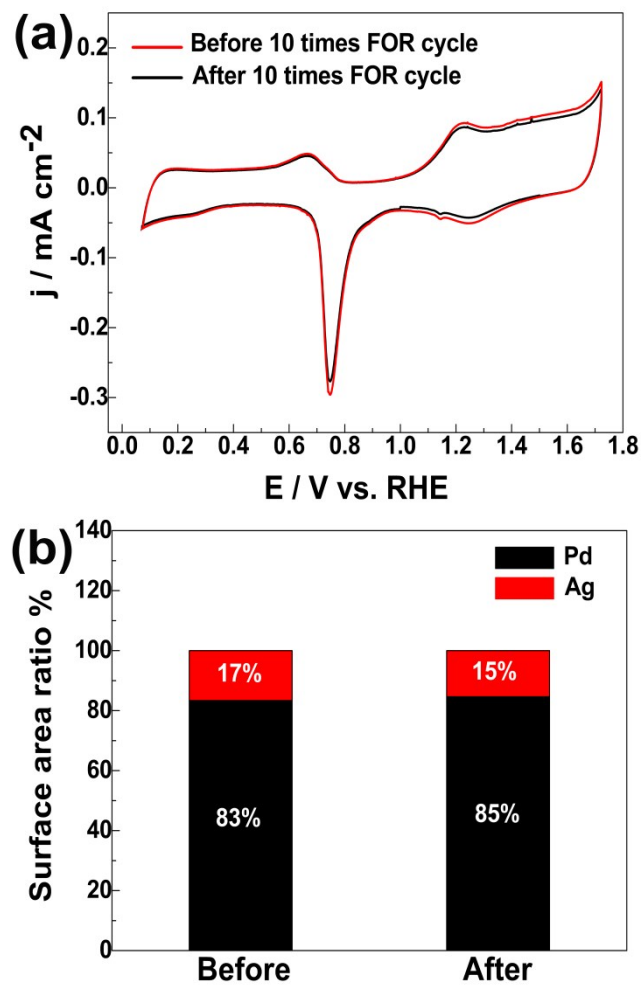 (a)
Before 10 times FOR cycle
After 10 times FOR cycle
0.2
0.1
0.0
-0.1
-0.2
-0.3
j / mA cm-2
0.0 0.2 0.4 0.6 0.8 1.0 1.2 1.4 1.6 1.8
E / V vs. RHE
(b)
140
120
100
80
60
40
20
0
Surface area ratio %
Pd
Ag
17%
15%
83%
85%
Before After